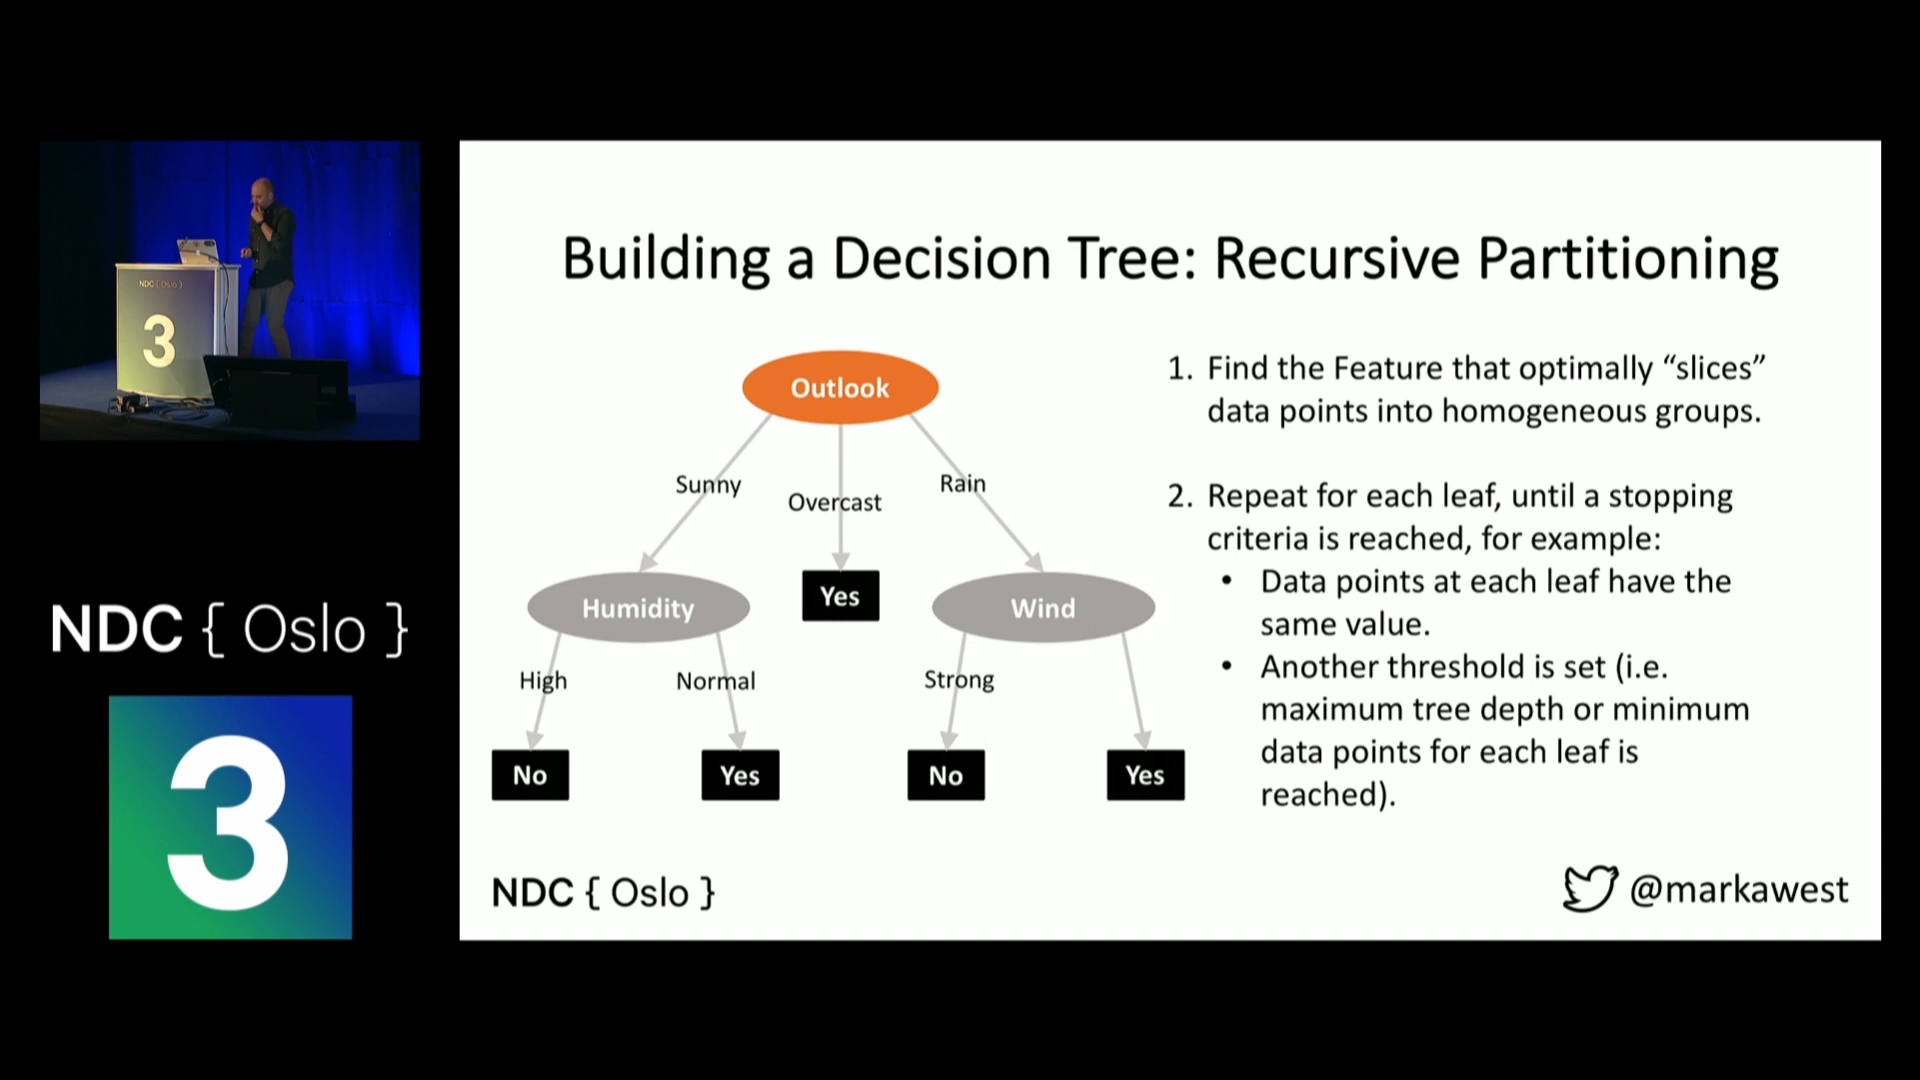 NDC { Oslo }
3
NDC { Oslo }
3
Building a Decision Tree: Recursive Partitioning
Outlook
Sunny
Overcast
Rain
Humidity
Yes
Wind
High
Normal
Strong
No
Yes
No
Yes
1. Find the Feature that optimally “slices”
data points into homogeneous groups.
2. Repeat for each leaf, until a stopping
criteria is reached, for example:
• Data points at each leaf have the
same value.
• Another threshold is set (i.e.
maximum tree depth or minimum
data points for each leaf is
reached).
NDC { Oslo }
@markawest